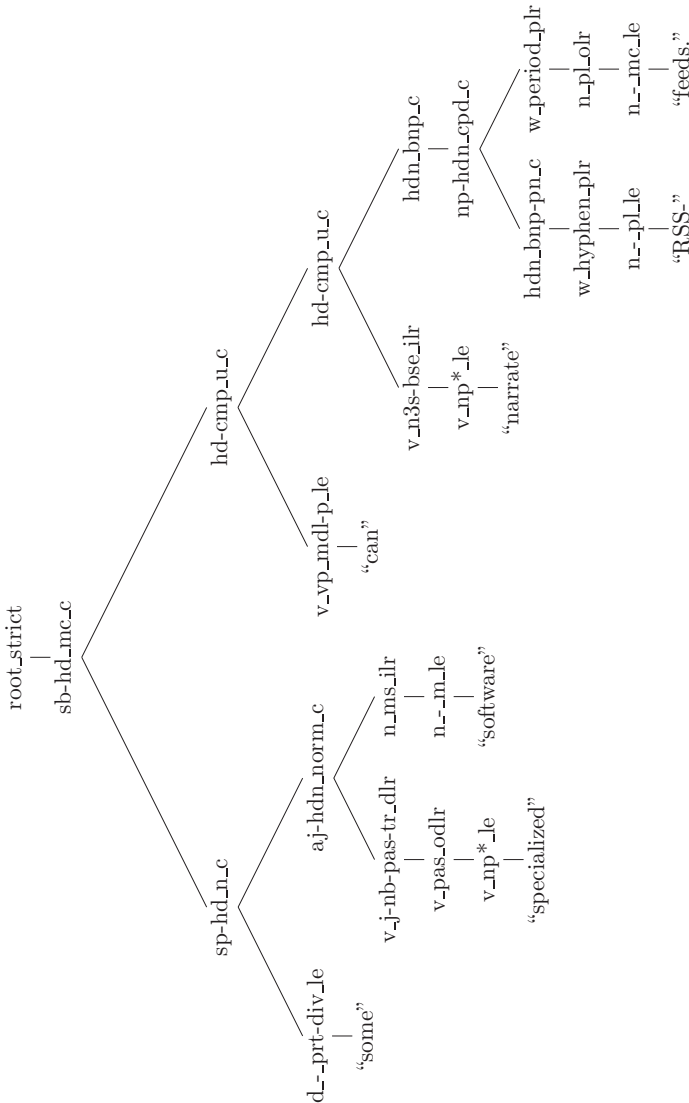 root_strict
sb-hd_mc_c
sp-hd_n_c
hd-cmp_u_c
d_-_prt-div_le
aj-hdn_norm_c
v_vp_mdl-p_le
hd-cmp_u_c
“some”
v_j-nb-pas-tr_dlr
n_ms_ilr
“can”
v_n3s-bse_ilr
hdn_bnp_c
v_pas_odlr
n_-_m_le
v_np*_le
np-hdn_cpd_c
v_np*_le
“software”
“narrate”
hdn_bnp-pn_c
w_period_plr
“specialized”
w_hyphen_plr
n_pl_olr
n_-_pl_le
n_-_mc_le
“RSS-”
“feeds.”